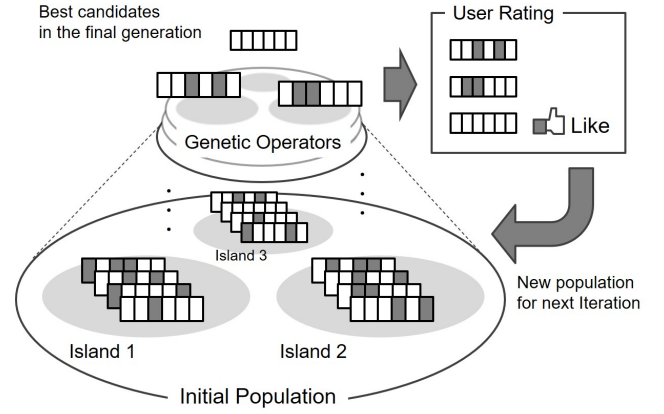 Best candidates
in the final generation
User Rating
Like
Genetic Operators
Island 3
Island 1
Island 2
New population
for next Iteration
Initial Population